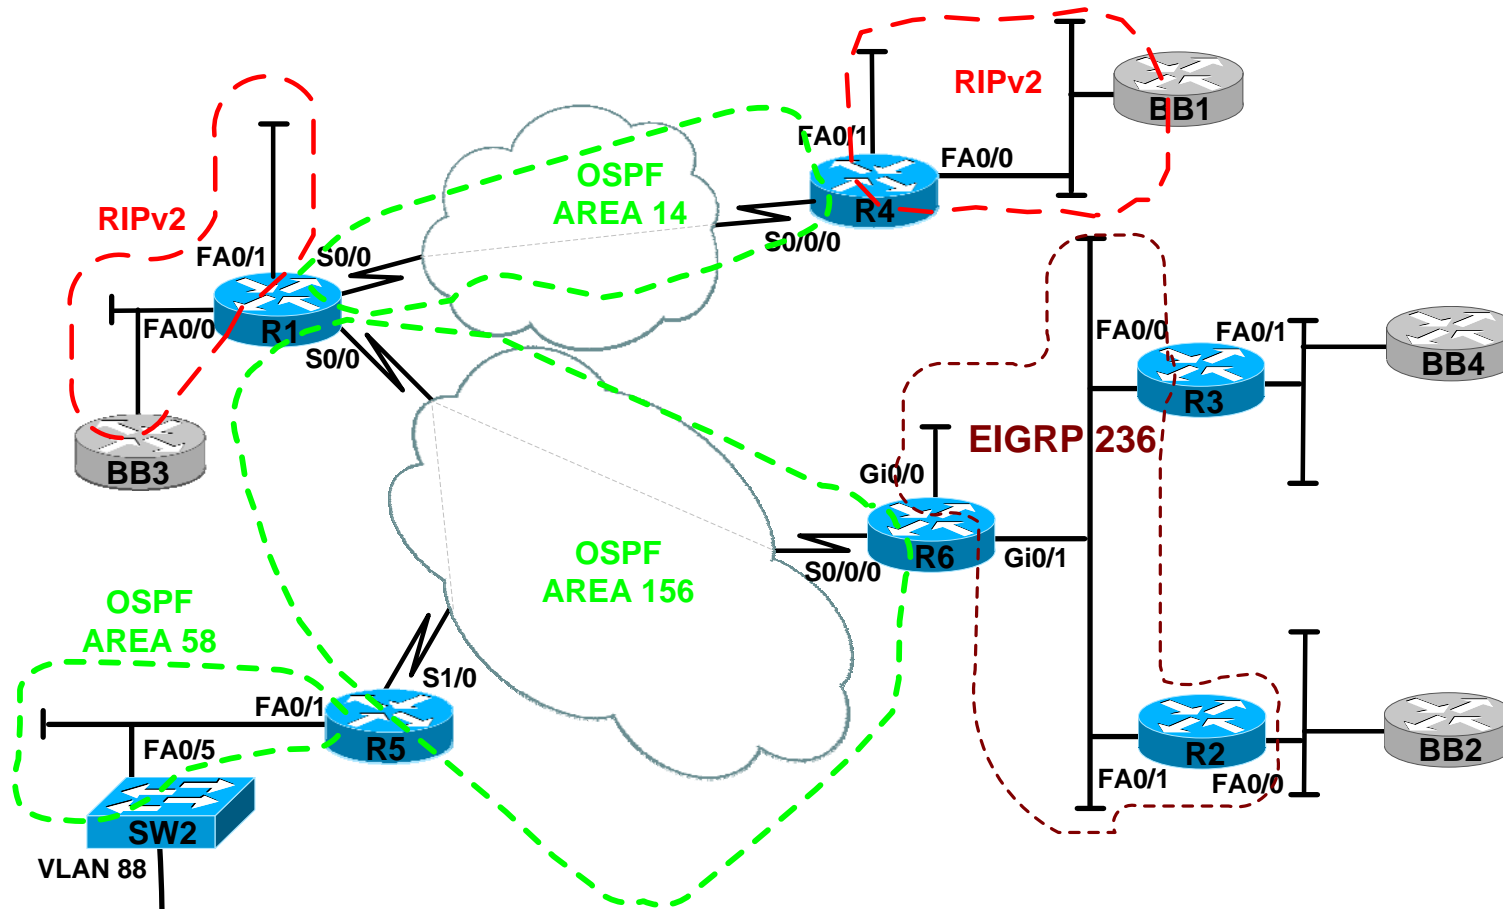 RIPv2
BB1
FA0/1
FA0/0
OSPF
AREA 14
R4
S0/0/0
RIPv2
FA0/1
S0/0
FA0/0
R1
S0/0
BB3
FA0/0
FA0/1
BB4
R3
EIGRP 236
Gi0/0
R6
Gi0/1
S0/0/0
OSPF
AREA 156
OSPF
AREA 58
S1/0
FA0/1
R5
FA0/5
SW2
VLAN 88
R2
FA0/1
FA0/0
BB2